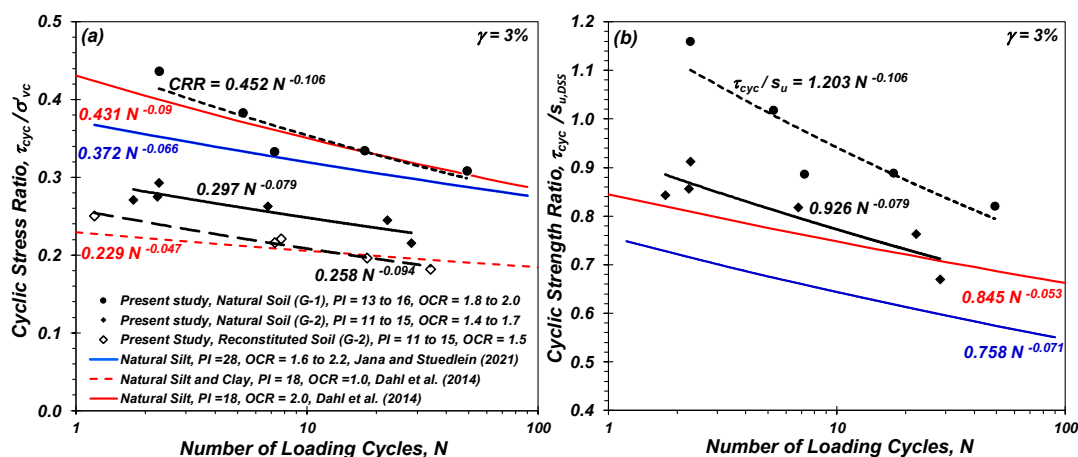 (a)
γ = 3%
CRR = 0.452 N^-0.106
0.431 N^-0.09
0.372 N^-0.066
0.297 N^-0.079
0.229 N^-0.047
0.258 N^-0.094
Present study, Natural Soil (G-1), PI = 13 to 16, OCR = 1.8 to 2.0
Present study, Natural Soil (G-2), PI = 11 to 15, OCR = 1.4 to 1.7
Present study, Reconstituted Soil (G-2), PI = 11 to 15, OCR = 1.5
Natural Silt, PI =28, OCR = 1.6 to 2.2, Jana and Stuedlein (2021)
Natural Silt and Clay, PI = 18, OCR =1.0, Dahl et al. (2014)
Natural Silt, PI =18, OCR = 2.0, Dahl et al. (2014)
Cyclic Stress Ratio, τcyc/σ'vc
0.5
0.4
0.3
0.2
0.1
0.0
1
10
100
Number of Loading Cycles, N
(b)
γ = 3%
τcyc/su = 1.203 N^-0.106
0.926 N^-0.079
0.845 N^-0.053
0.758 N^-0.071
Cyclic Strength Ratio, τcyc/su,DSS
1.2
1.1
1.0
0.9
0.8
0.7
0.6
0.5
0.4
1
10
100
Number of Loading Cycles, N